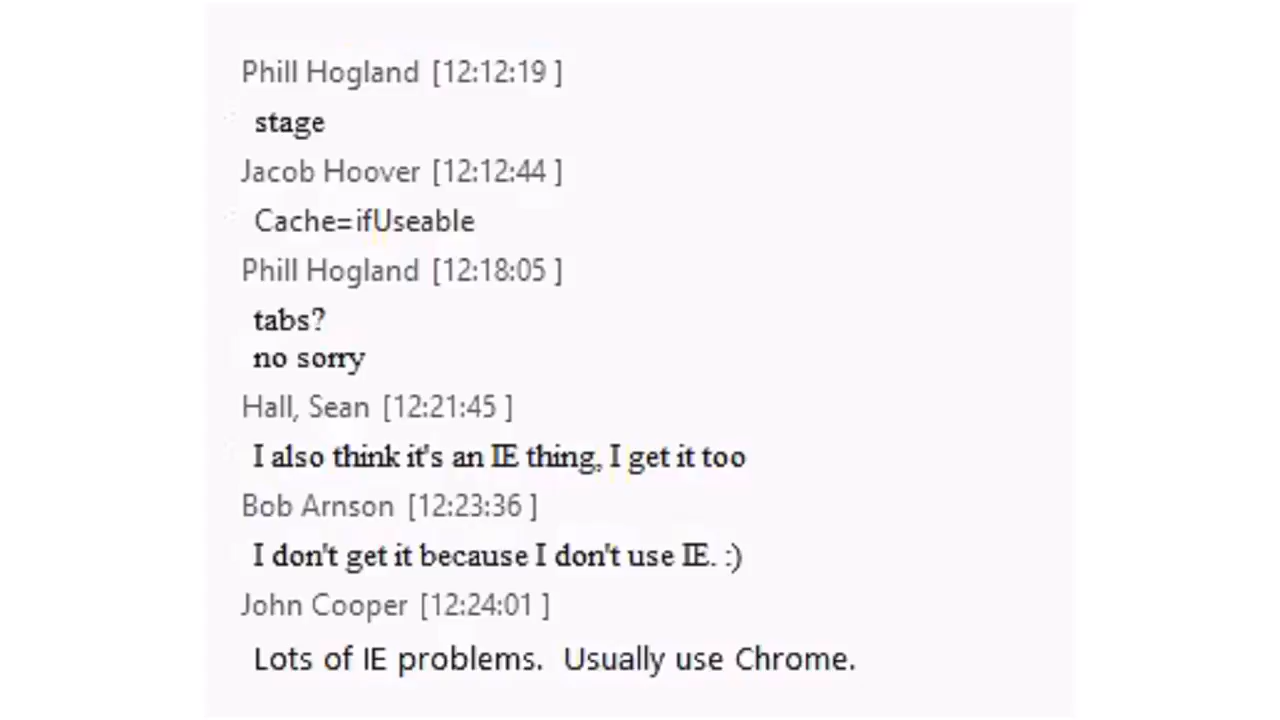 Phill Hogland [12:12:19 ]
stage
Jacob Hoover [12:12:44 ]
Cache=ifUseable
Phill Hogland [12:18:05 ]
tabs?
no sorry
Hall, Sean [12:21:45 ]
I also think it's an IE thing, I get it too
Bob Arnson [12:23:36 ]
I don't get it because I don't use IE. :)
John Cooper [12:24:01 ]
Lots of IE problems.  Usually use Chrome.